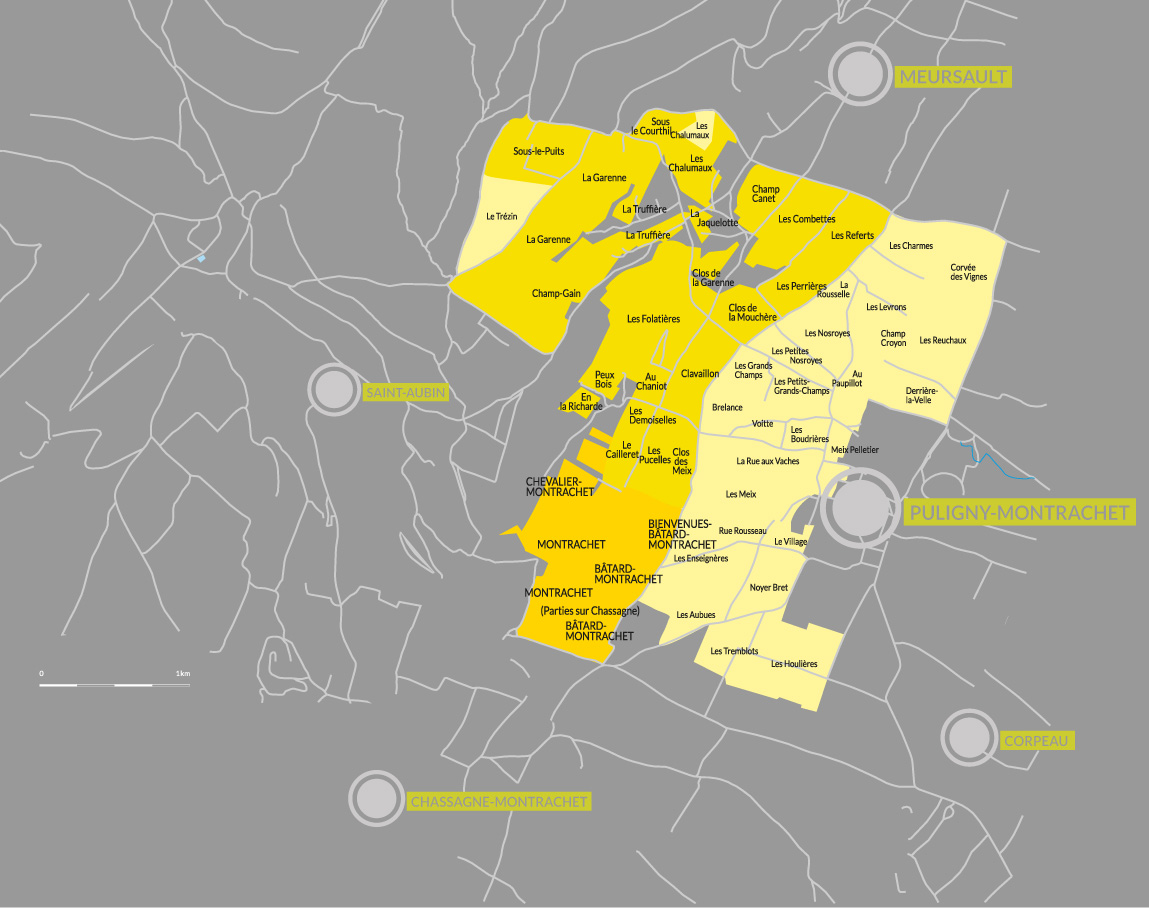 MEURSAULT
Sous
le Courthil
Les
Chalumaux
Sous-le-Puits
Les
Chalumaux
La Garenne
Champ
Canet
Le Trézin
La Truffière
La
Jaquelotte
Les Combettes
La Garenne
La Truffière
Les Referts
Les Charmes
Corvée
des Vignes
Clos de
la Garenne
Champ-Gain
Les Perrières
La
Rousselle
Les Levrons
Clos de
la Mouchère
Les Folatières
Les Nosroyes
Champ
Croyon
Les Reuchaux
Les Petites
Nosroyes
Les Grands
Champs
Clavaillon
Peux
Bois
Au
Chaniot
Au
Paupillot
Les Petits-
Grands-Champs
Derrière-
la-Velle
SAINT-AUBIN
En
la Richarde
Brelance
Les
Demoiselles
Voitte
Les
Boudrières
Le
Cailleret
Les
Pucelles
Clos
des
Meix
Meix Pelletier
La Rue aux Vaches
CHEVALIER-
MONTRACHET
Les Meix
PULIGNY-MONTRACHET
BIENVENUES-
BÂTARD-
MONTRACHET
Rue Rousseau
Le Village
MONTRACHET
Les Enseignères
BÂTARD-
MONTRACHET
Noyer Bret
MONTRACHET
(Parties sur Chassagne)
Les Aubues
BÂTARD-
MONTRACHET
Les Tremblots
Les Houlières
0 1km
CORPEAU
CHASSAGNE-MONTRACHET